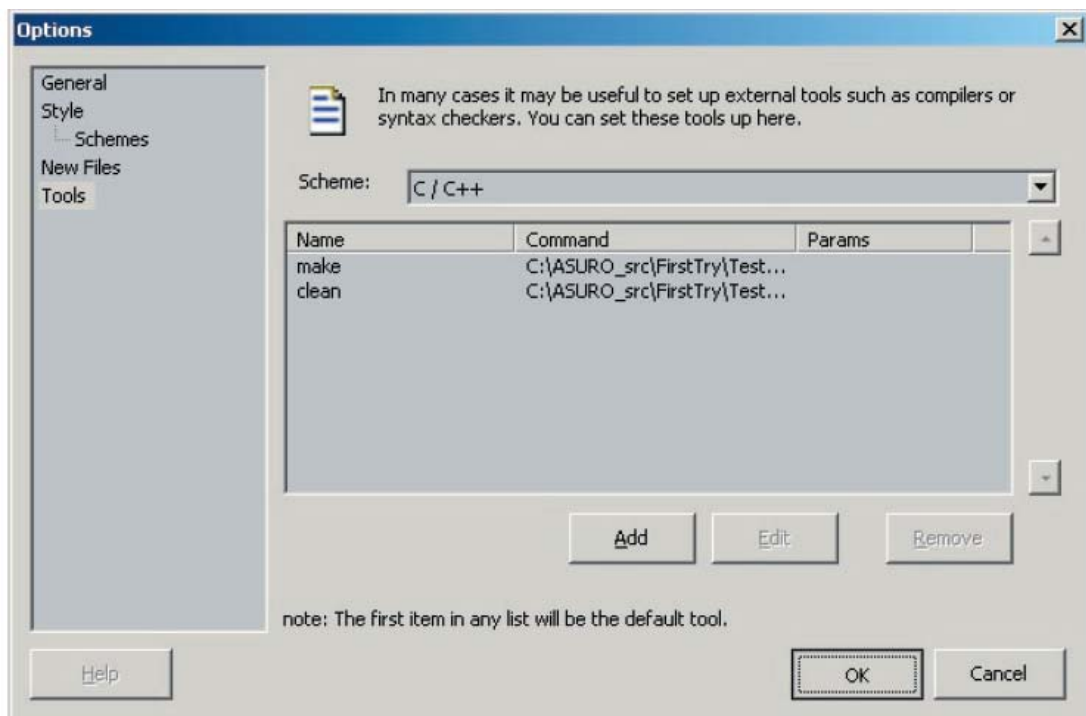 Options
General
Style
Schemes
New Files
Tools
In many cases it may be useful to set up external tools such as compilers or
syntax checkers. You can set these tools up here.
Scheme: C / C++
Name Command Params
make C:\ASURO_src\FirstTry\Test...
clean C:\ASURO_src\FirstTry\Test...
Add Edit Remove
note: The first item in any list will be the default tool.
Help OK Cancel